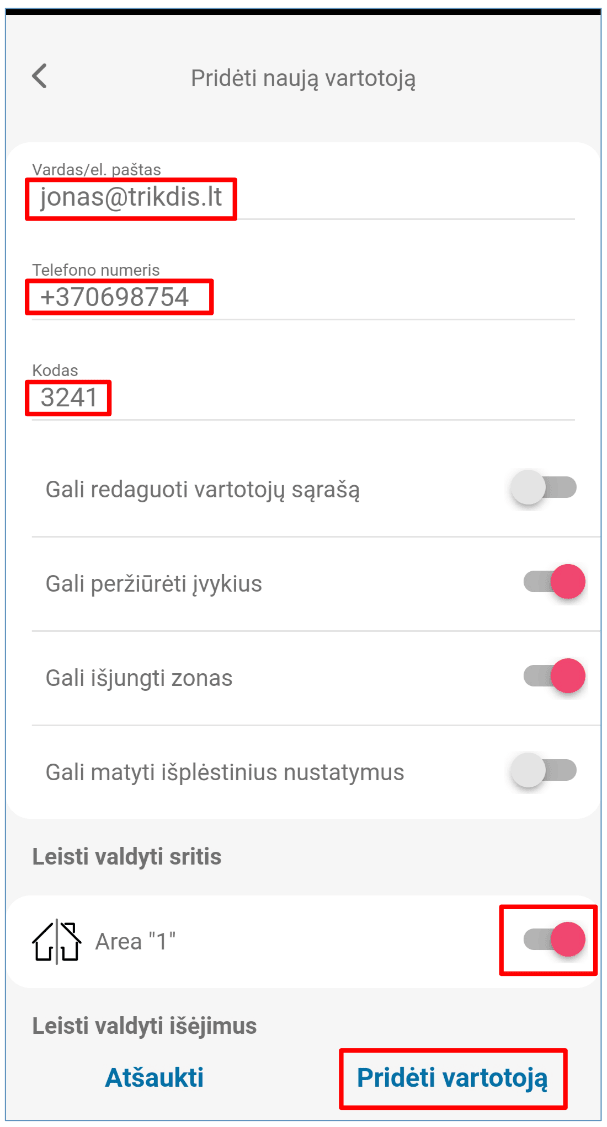 Pridėti naują vartotoją
Vardas/el. paštas
jonas@trikdis.lt
Telefono numeris
+370698754
Kodas
3241
Gali redaguoti vartotojų sąrašą
Gali peržiūrėti įvykius
Gali išjungti zonas
Gali matyti išplėstinius nustatymus
Leisti valdyti sritis
Area "1"
Leisti valdyti išėjimus
Atšaukti Pridėti vartotoją